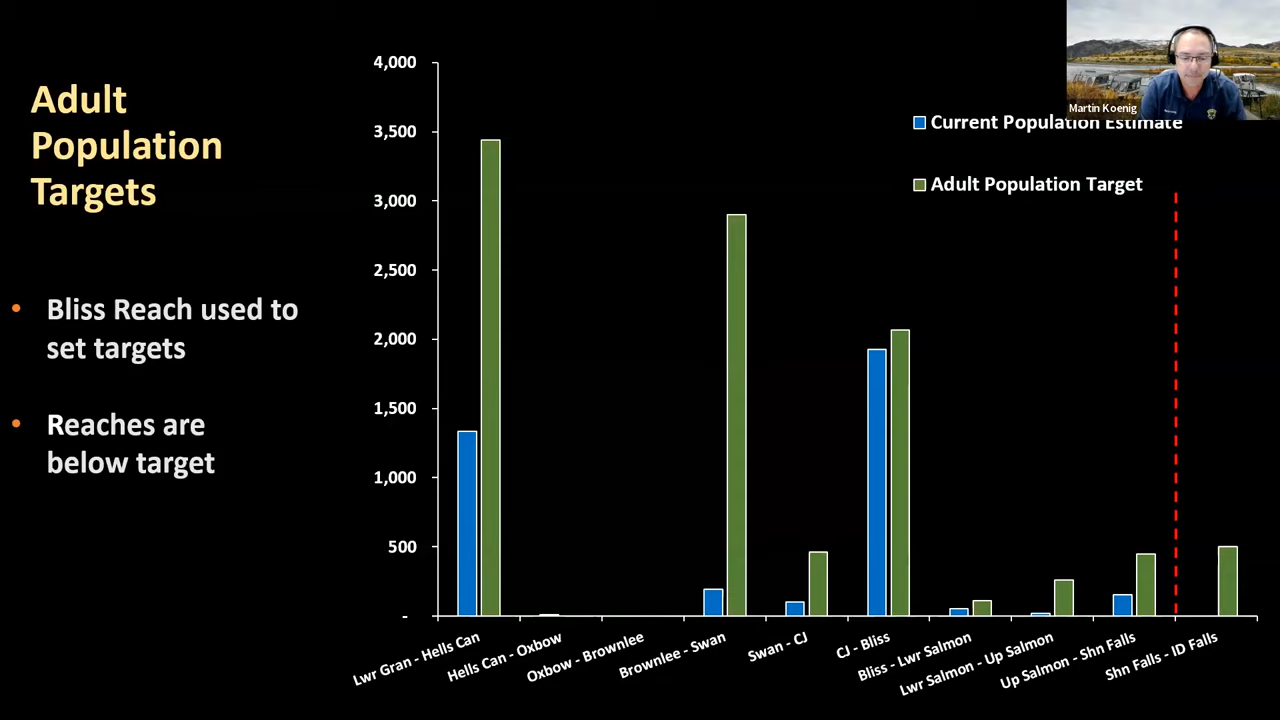 Adult
Population
Targets
• Bliss Reach used to
set targets
• Reaches are
below target
4,000
3,500
3,000
2,500
2,000
1,500
1,000
500
-
Current Population Estimate
Adult Population Target
Lwr Gran - Hells Can
Hells Can - Oxbow
Oxbow - Brownlee
Brownlee - Swan
Swan - CJ
CJ - Bliss
Bliss - Lwr Salmon
Lwr Salmon - Up Salmon
Up Salmon - Shn Falls
Shn Falls - ID Falls
Martin Koenig